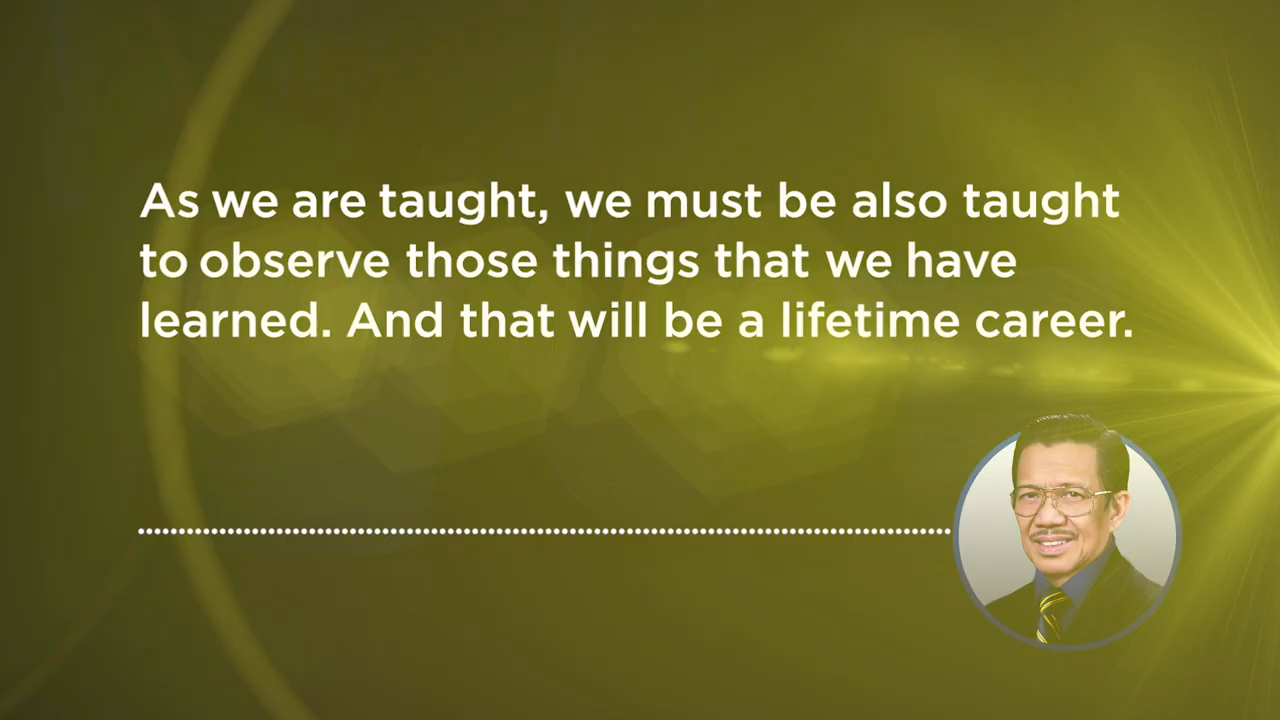 As we are taught, we must be also taught
to observe those things that we have
learned. And that will be a lifetime career.